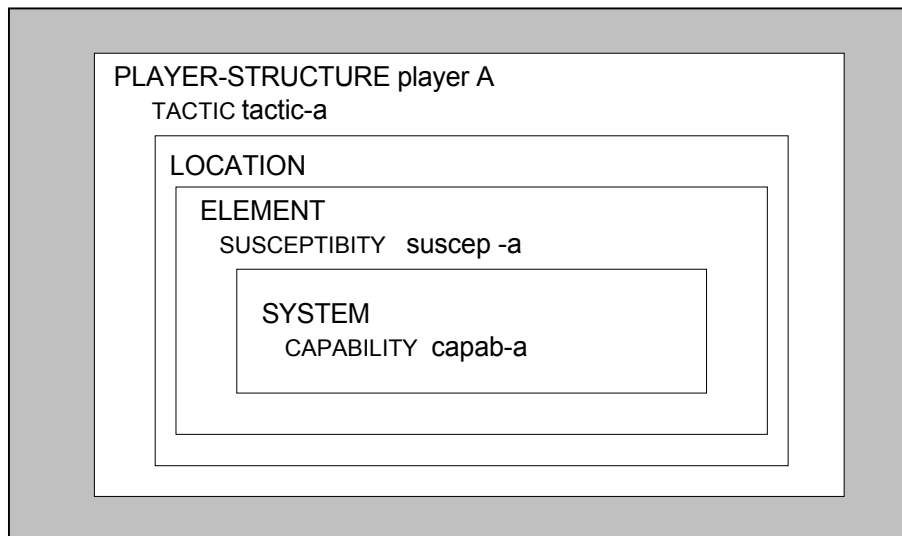 PLAYER-STRUCTURE player A
TACTIC tactic-a
LOCATION
ELEMENT
SUSCEPTIBITY suscep -a
SYSTEM
CAPABILITY capab-a